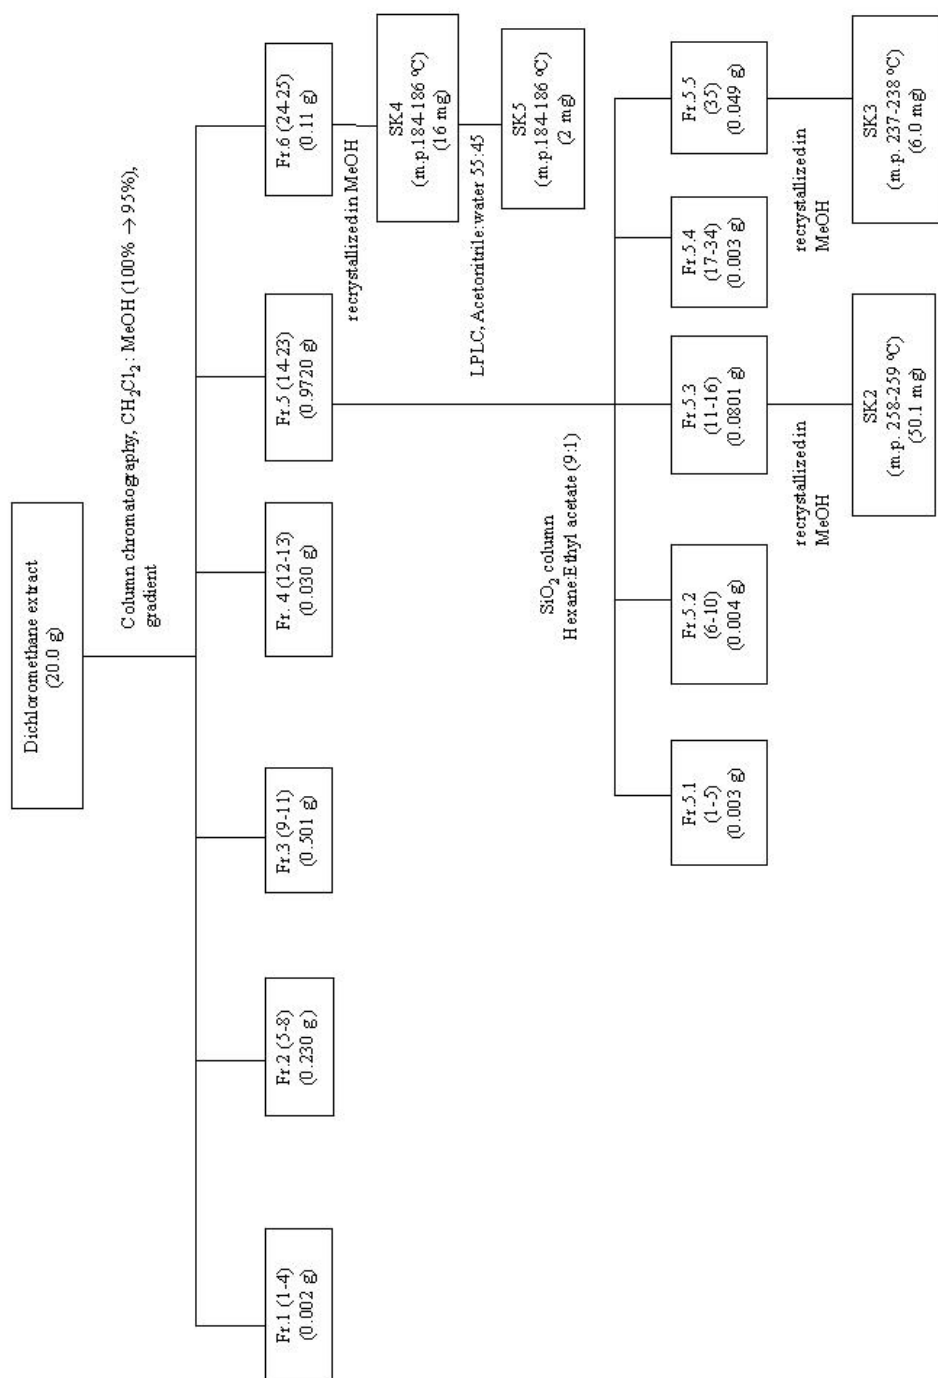 Dichloromethane extract
(20.0 g)
Column chromatography, CH₂Cl₂ : MeOH (100% → 95%),
gradient
Fr.1 (1-4)
(0.002 g)
Fr.2 (5-8)
(0.230 g)
Fr.3 (9-11)
(0.501 g)
Fr. 4 (12-13)
(0.030 g)
Fr.5 (14-23)
(0.9720 g)
Fr.6 (24-25)
(0.11 g)
recrystallized in MeOH
SK4
(m.p.184-186 ºC)
(16 mg)
LPLC, Acetonitrile:water 55:45
SK5
(m.p.184-186 ºC)
(2 mg)
SiO₂ column
Hexane:Ethyl acetate (9:1)
Fr.5.1
(1-5)
(0.003 g)
Fr.5.2
(6-10)
(0.004 g)
Fr.5.3
(11-16)
(0.0801 g)
Fr.5.4
(17-34)
(0.003 g)
Fr.5.5
(35)
(0.049 g)
recrystallized in
MeOH
SK2
(m.p. 258-259 ºC)
(50.1 mg)
recrystallized in
MeOH
SK3
(m.p. 237-238 ºC)
(6.0 mg)